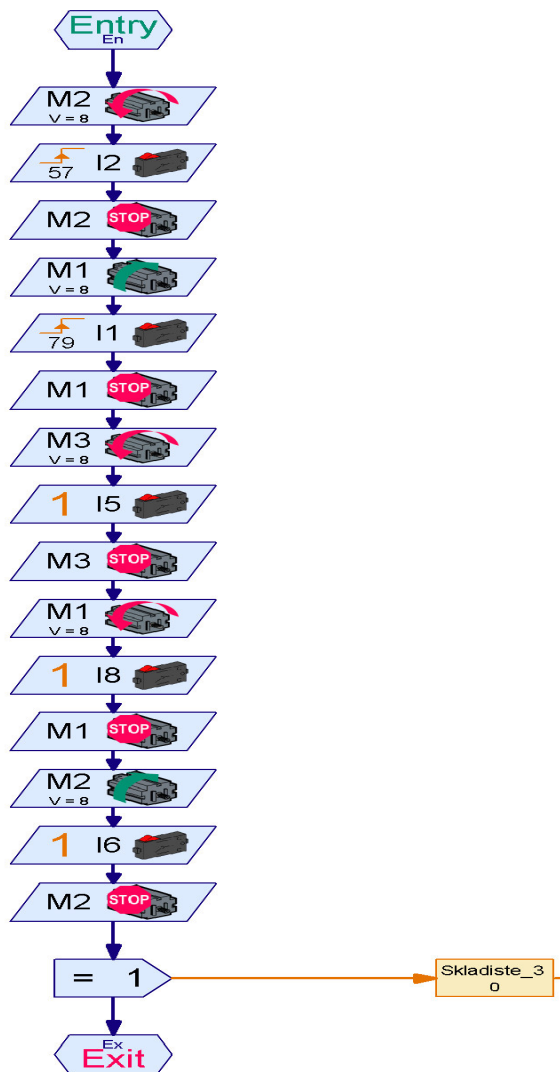 Entry
En
M2
V = 8
57 I2
M2 STOP
M1
V = 8
79 I1
M1 STOP
M3
V = 8
1 I5
M3 STOP
M1
V = 8
1 I8
M1 STOP
M2
V = 8
1 I6
M2 STOP
= 1
Skladiste_3
0
Ex
Exit